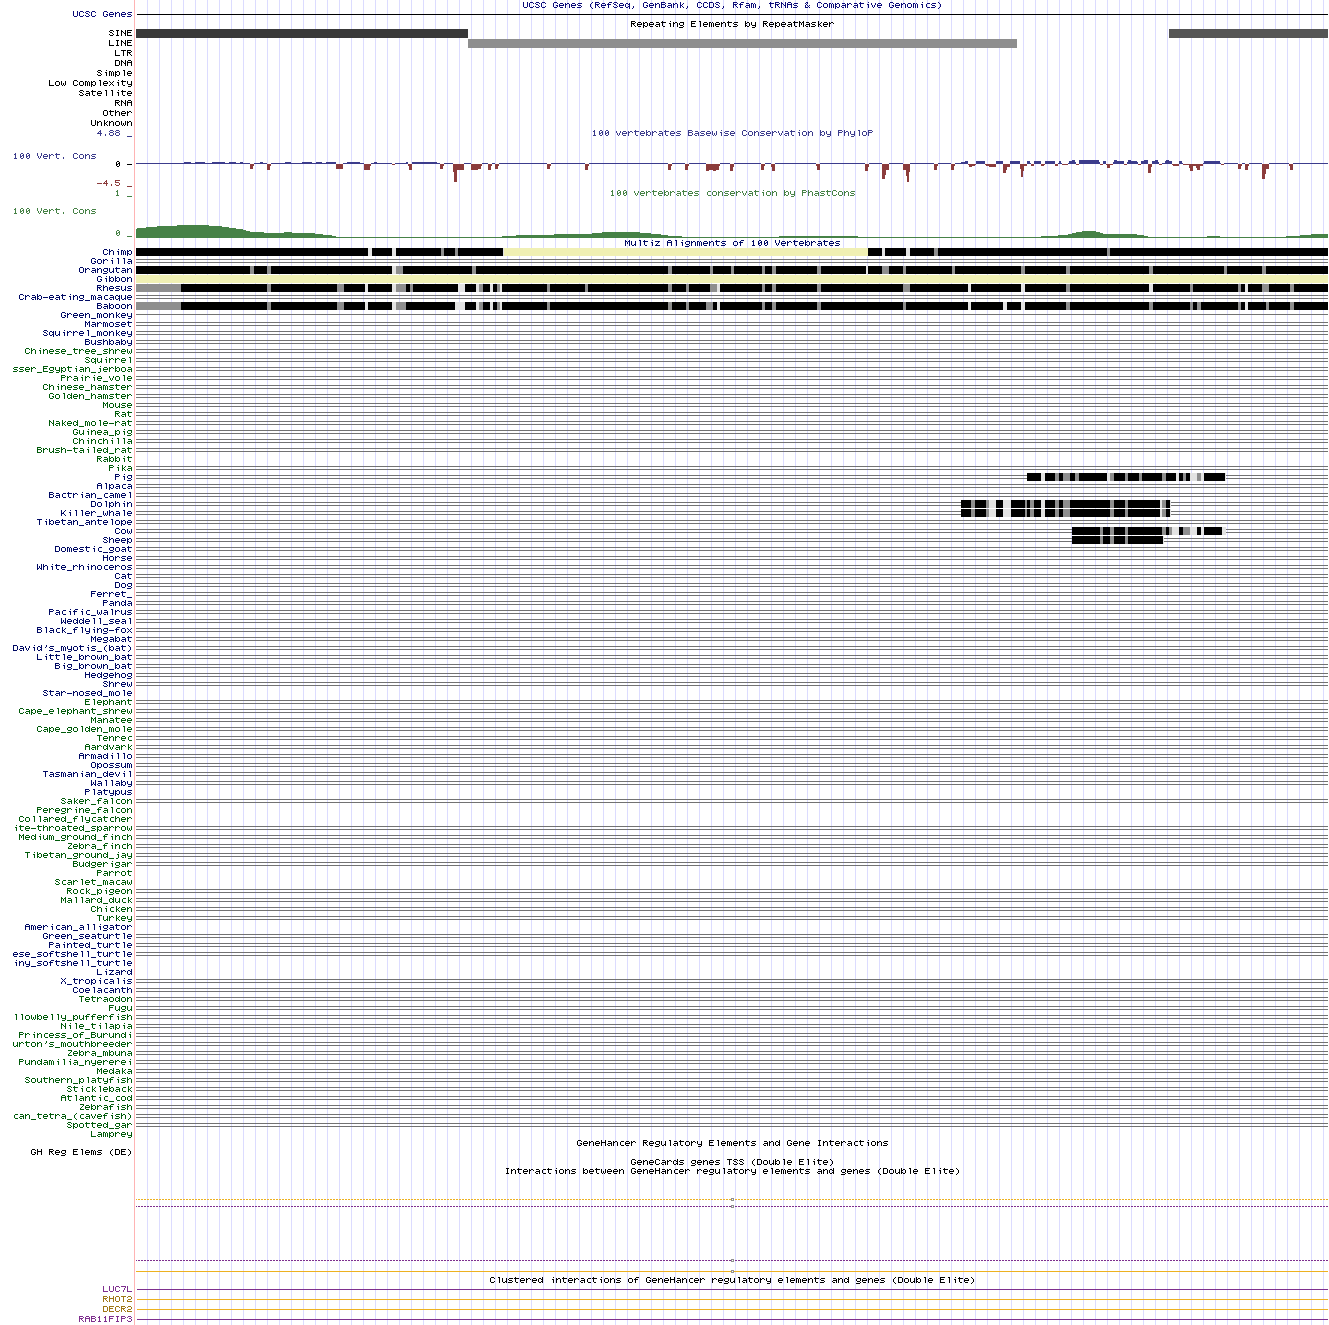 UCSC Genes (RefSeq, GenBank, CCDS, Rfam, tRNAs & Comparative Genomics)
UCSC Genes
Repeating Elements by RepeatMasker
SINE
LINE
LTR
DNA
Simple
Low Complexity
Satellite
RNA
Other
Unknown
4.88 _
100 vertebrates Basewise Conservation by PhyloP
100 Vert. Cons
0 _
-4.5 _
1 _
100 vertebrates conservation by PhastCons
100 Vert. Cons
0 _
Multiz Alignments of 100 Vertebrates
Chimp
Gorilla
Orangutan
Gibbon
Rhesus
Crab-eating_macaque
Baboon
Green_monkey
Marmoset
Squirrel_monkey
Bushbaby
Chinese_tree_shrew
Squirrel
sser_Egyptian_jerboa
Prairie_vole
Chinese_hamster
Golden_hamster
Mouse
Rat
Naked_mole-rat
Guinea_pig
Chinchilla
Brush-tailed_rat
Rabbit
Pika
Pig
Alpaca
Bactrian_camel
Dolphin
Killer_whale
Tibetan_antelope
Cow
Sheep
Domestic_goat
Horse
White_rhinoceros
Cat
Dog
Ferret_
Panda
Pacific_walrus
Weddell_seal
Black_flying-fox
Megabat
David's_myotis_(bat)
Little_brown_bat
Big_brown_bat
Hedgehog
Shrew
Star-nosed_mole
Elephant
Cape_elephant_shrew
Manatee
Cape_golden_mole
Tenrec
Aardvark
Armadillo
Opossum
Tasmanian_devil
Wallaby
Platypus
Saker_falcon
Peregrine_falcon
Collared_flycatcher
ite-throated_sparrow
Medium_ground_finch
Zebra_finch
Tibetan_ground_jay
Budgerigar
Parrot
Scarlet_macaw
Rock_pigeon
Mallard_duck
Chicken
Turkey
American_alligator
Green_seaturtle
Painted_turtle
ese_softshell_turtle
iny_softshell_turtle
Lizard
X_tropicalis
Coelacanth
Tetraodon
Fugu
llowbelly_pufferfish
Nile_tilapia
Princess_of_Burundi
urton's_mouthbreeder
Zebra_mbuna
Pundamilia_nyererei
Medaka
Southern_platyfish
Stickleback
Atlantic_cod
Zebrafish
can_tetra_(cavefish)
Spotted_gar
Lamprey
GeneHancer Regulatory Elements and Gene Interactions
GH Reg Elems (DE)
GeneCards genes TSS (Double Elite)
Interactions between GeneHancer regulatory elements and genes (Double Elite)
Clustered interactions of GeneHancer regulatory elements and genes (Double Elite)
LUC7L
RHOT2
DECR2
RAB11FIP3